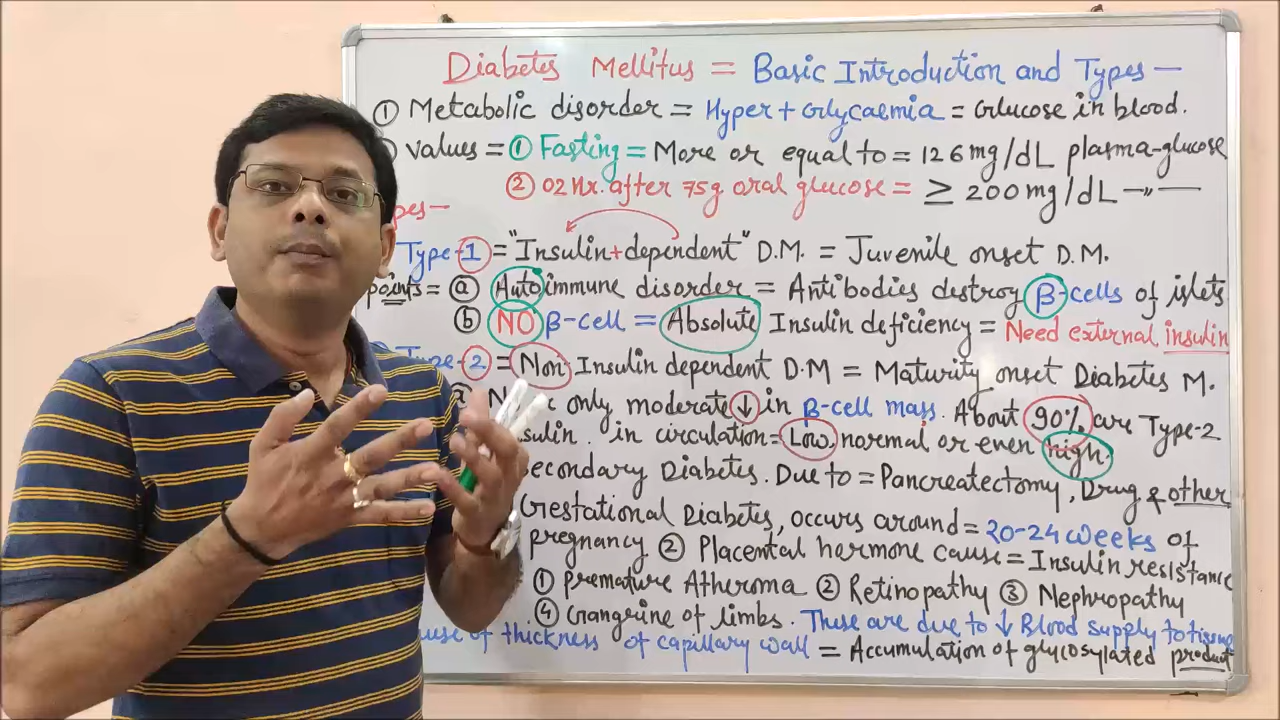 Diabetes Mellitus = Basic Introduction and Types —
① Metabolic disorder = Hyper + Glycaemia = Glucose in blood.
values = ① Fasting = More or equal to = 126 mg/dL plasma-glucose
② 02 Hr. after 75g oral glucose = ≥ 200 mg/dL —„—
pes—
Type-1 = "Insulin+dependent" D.M. = Juvenile onset D.M.
points = ⓐ Autoimmune disorder = Antibodies destroy β-cells of islets
ⓑ NO β-cell = Absolute Insulin deficiency = Need external insulin
Type-2 = Non Insulin dependent D.M = Maturity onset Diabetes M.
only moderate ↓ in β-cell mass. About 90% are Type-2
sulin. in circulation = Low, normal or even high.
Secondary Diabetes. Due to = Pancreatectomy, Drug & other
Gestational Diabetes, occurs around = 20-24 weeks of
pregnancy ② Placental hormone cause = Insulin resistance
① Premature Atheroma ② Retinopathy ③ Nephropathy
④ Gangrine of limbs. These are due to ↓ Blood supply to tissue
use of thickness of capillary wall = Accumulation of glycosylated product